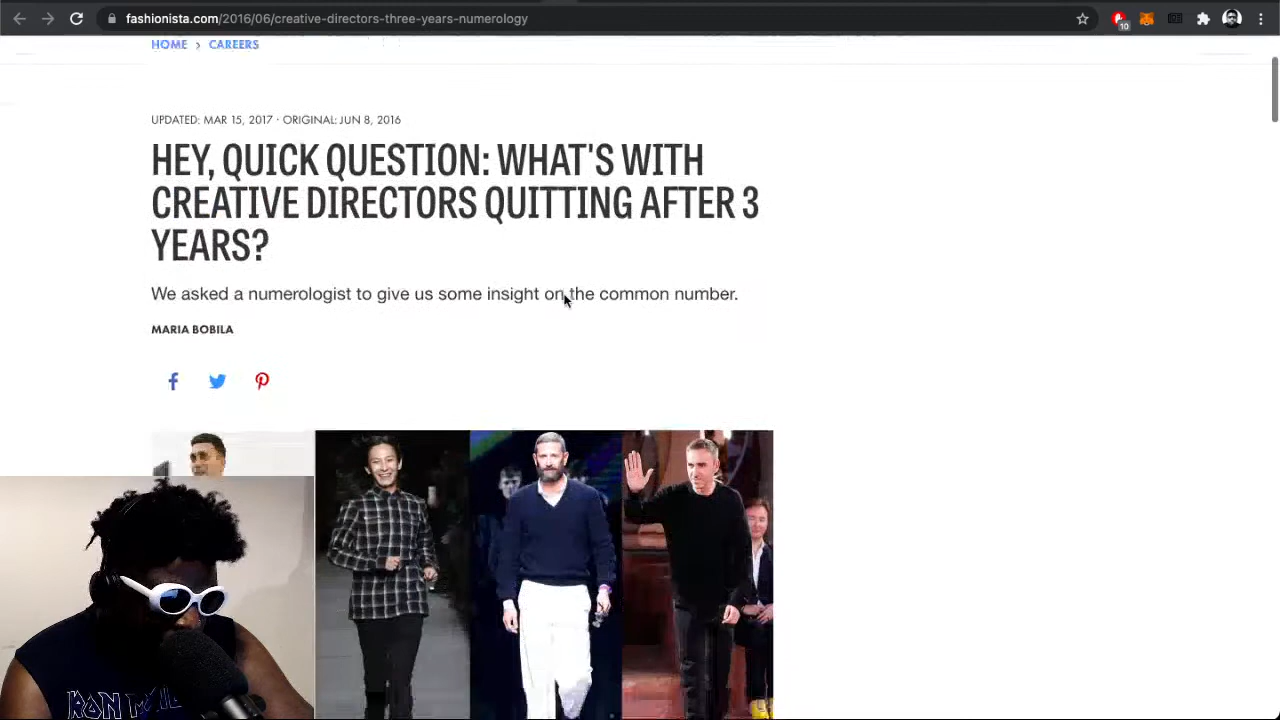 fashionista.com/2016/06/creative-directors-three-years-numerology
10
HOME > CAREERS
UPDATED: MAR 15, 2017 · ORIGINAL: JUN 8, 2016
HEY, QUICK QUESTION: WHAT'S WITH
CREATIVE DIRECTORS QUITTING AFTER 3
YEARS?
We asked a numerologist to give us some insight on the common number.
MARIA BOBILA